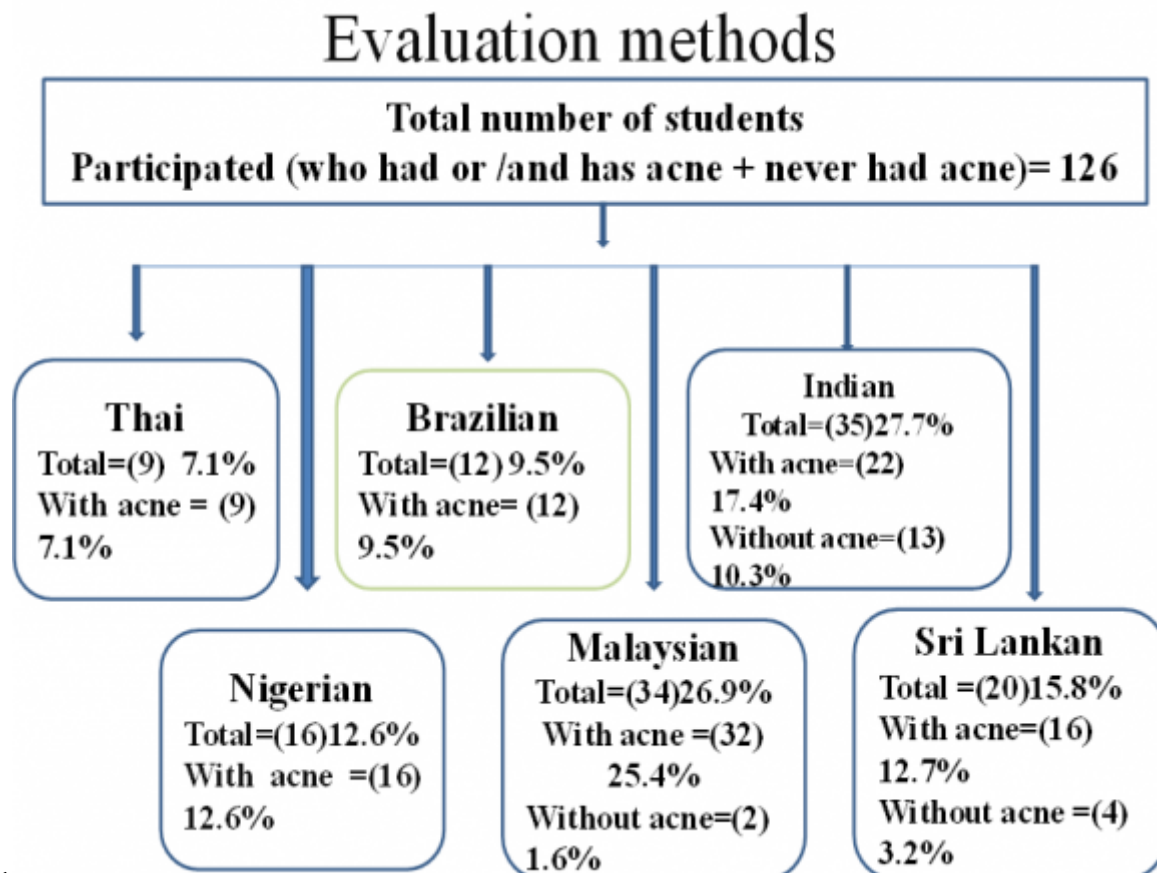 Evaluation methods
Total number of students
Participated (who had or /and has acne + never had acne)= 126
Thai
Total=(9) 7.1%
With acne = (9)
7.1%
Brazilian
Total=(12) 9.5%
With acne= (12)
9.5%
Indian
Total=(35)27.7%
With acne=(22)
17.4%
Without acne=(13)
10.3%
Nigerian
Total=(16)12.6%
With acne =(16)
12.6%
Malaysian
Total=(34)26.9%
With acne =(32)
25.4%
Without acne=(2)
1.6%
Sri Lankan
Total =(20)15.8%
With acne=(16)
12.7%
Without acne =(4)
3.2%